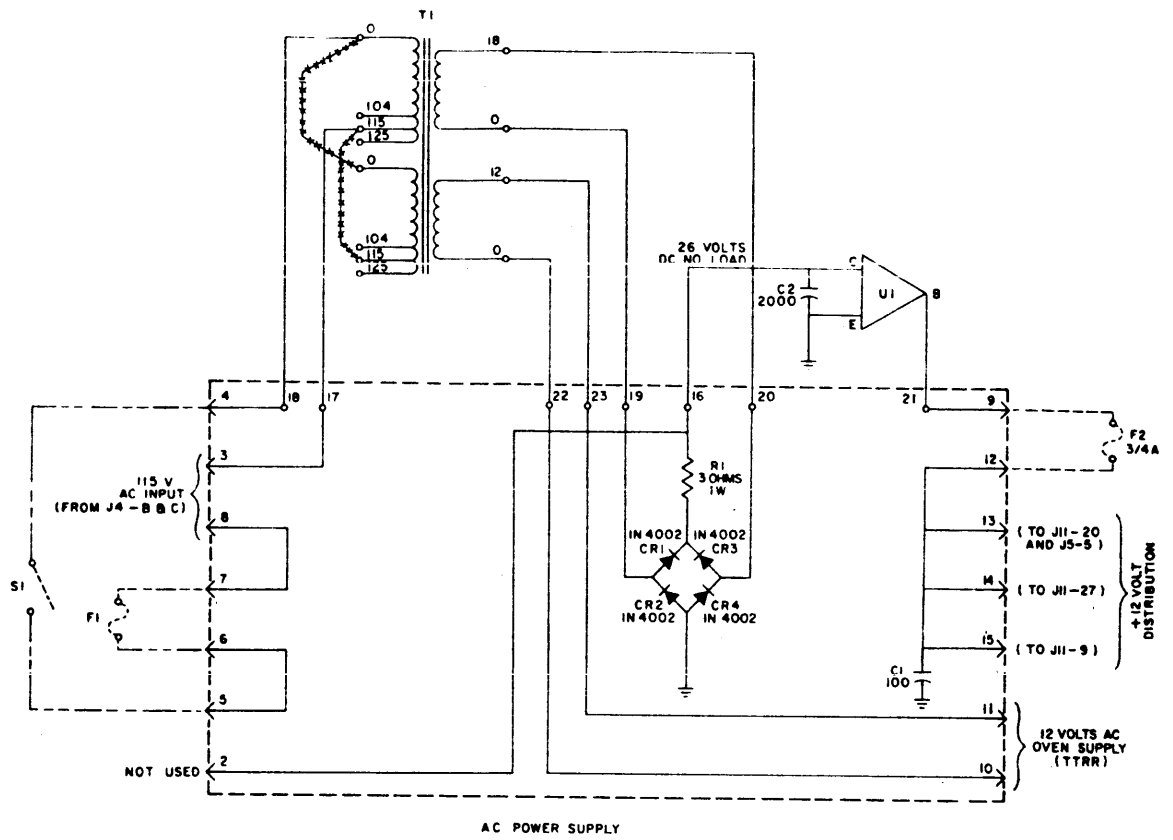 T1
0
18
104
115
125
0
0
12
104
115
125
0
26 VOLTS
DC NO LOAD
C2
2000
C
E
U1
B
4
18
17
22
23
19
16
20
21
9
F2
3/4A
3
115 V
AC INPUT
(FROM J4-B & C)
8
R1
3 OHMS
1W
12
13
(TO J11-20
AND J5-5)
IN 4002
CR1
IN 4002
CR3
S1
7
F1
CR2
IN 4002
CR4
IN 4002
14
(TO J11-27)
+12 VOLT
DISTRIBUTION
6
15
(TO J11-9)
C1
100
5
11
12 VOLTS AC
OVEN SUPPLY
(TTRR)
NOT USED
2
10
AC POWER SUPPLY